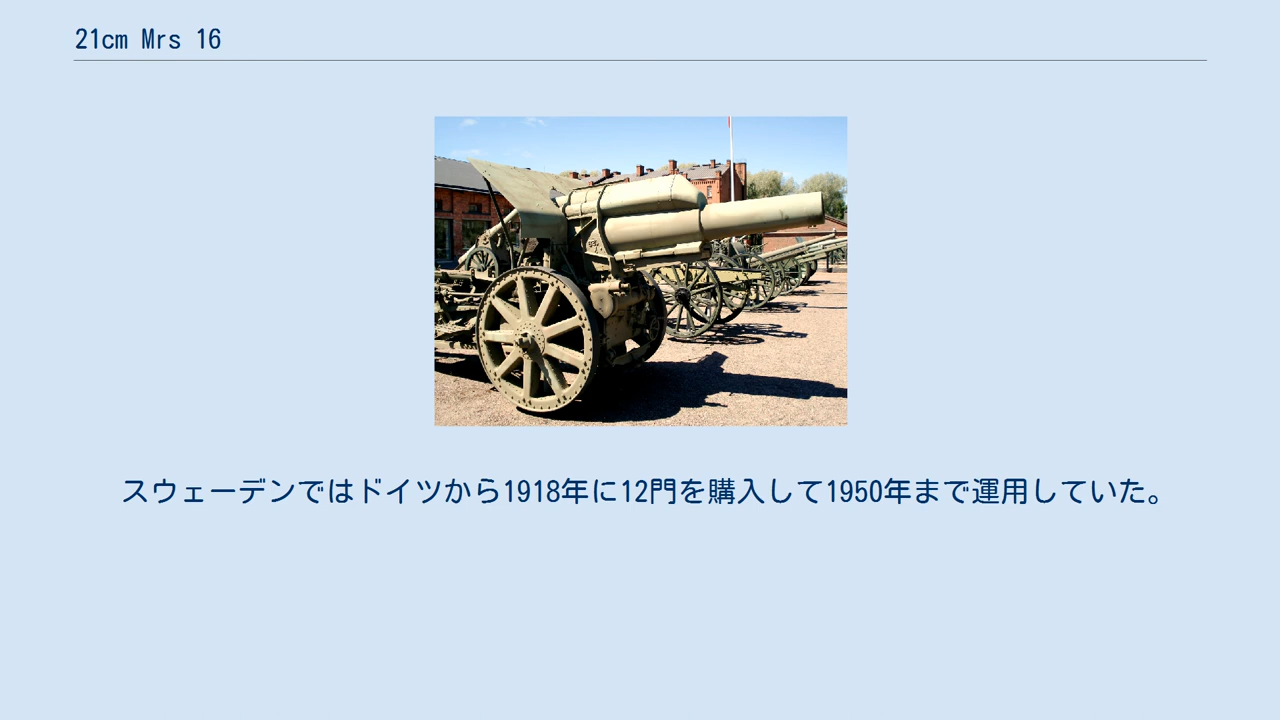 21cm Mrs 16
スウェーデンではドイツから1918年に12門を購入して1950年まで運用していた。